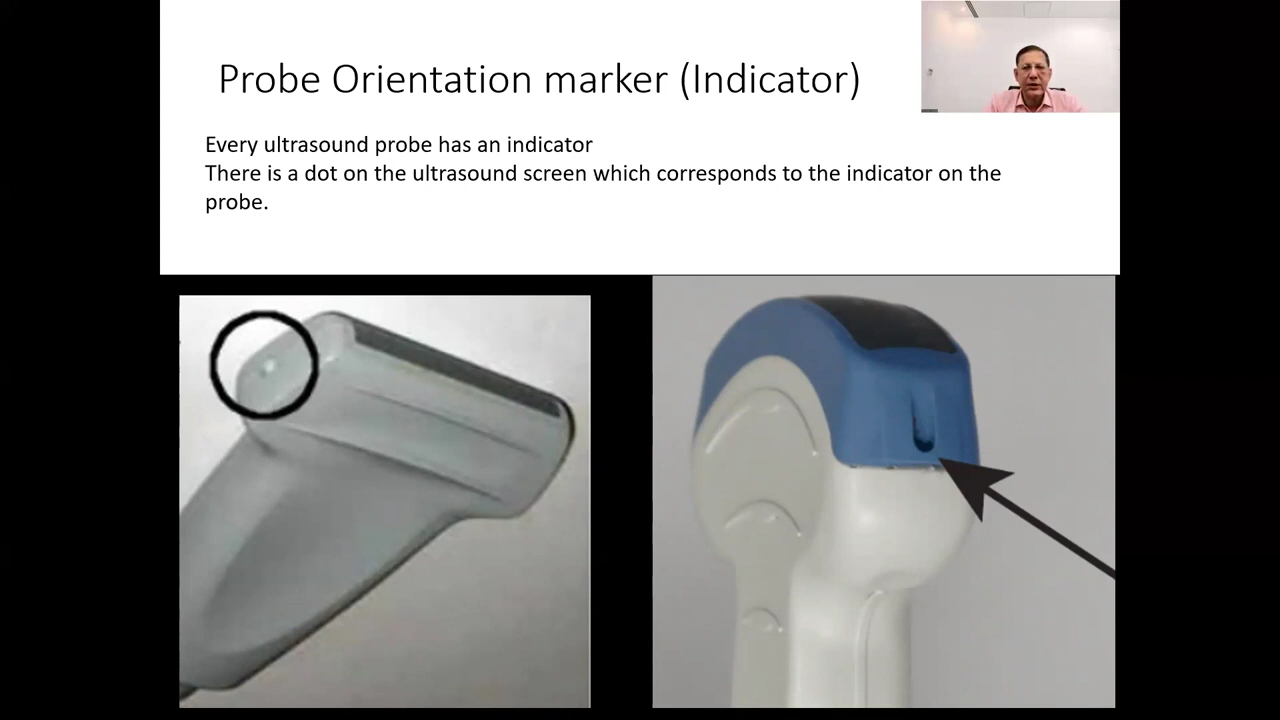 Probe Orientation marker (Indicator)
Every ultrasound probe has an indicator
There is a dot on the ultrasound screen which corresponds to the indicator on the
probe.